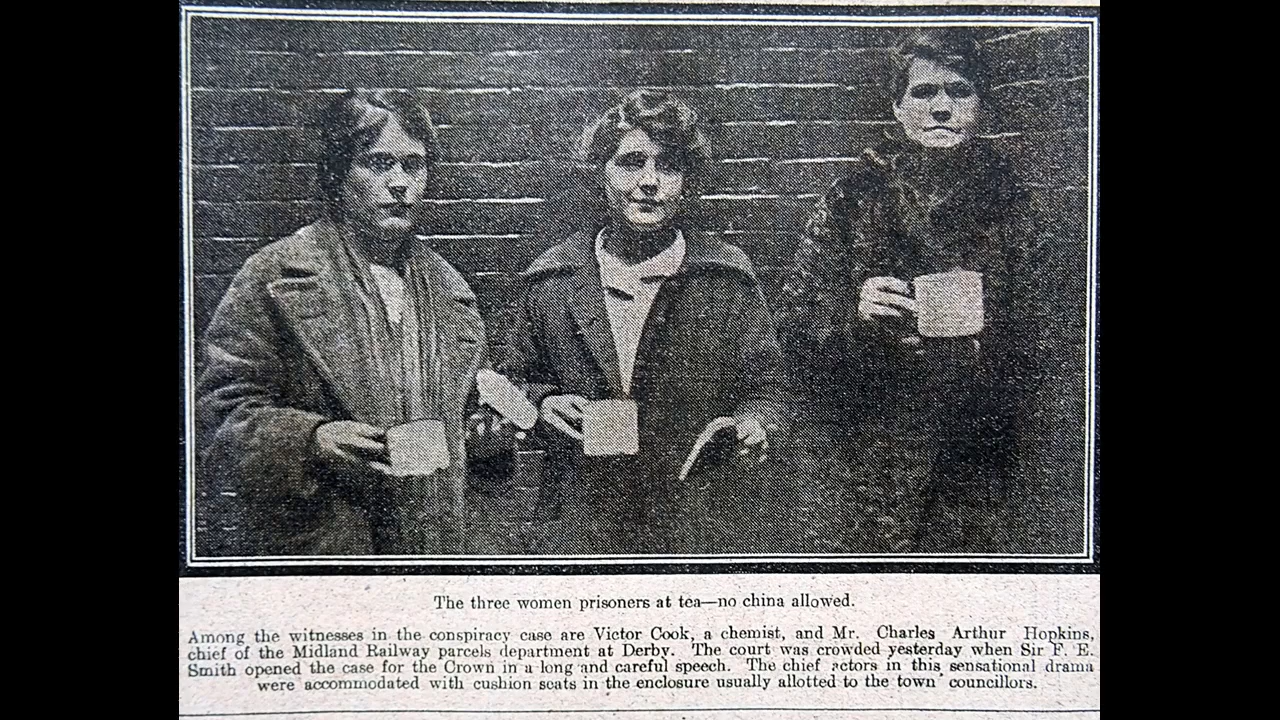 The three women prisoners at tea—no china allowed.
Among the witnesses in the conspiracy case are Victor Cook, a chemist, and Mr. Charles Arthur Hopkins,
chief of the Midland Railway parcels department at Derby. The court was crowded yesterday when Sir F. E.
Smith opened the case for the Crown in a long and careful speech. The chief actors in this sensational drama
were accommodated with cushion seats in the enclosure usually allotted to the town councillors.